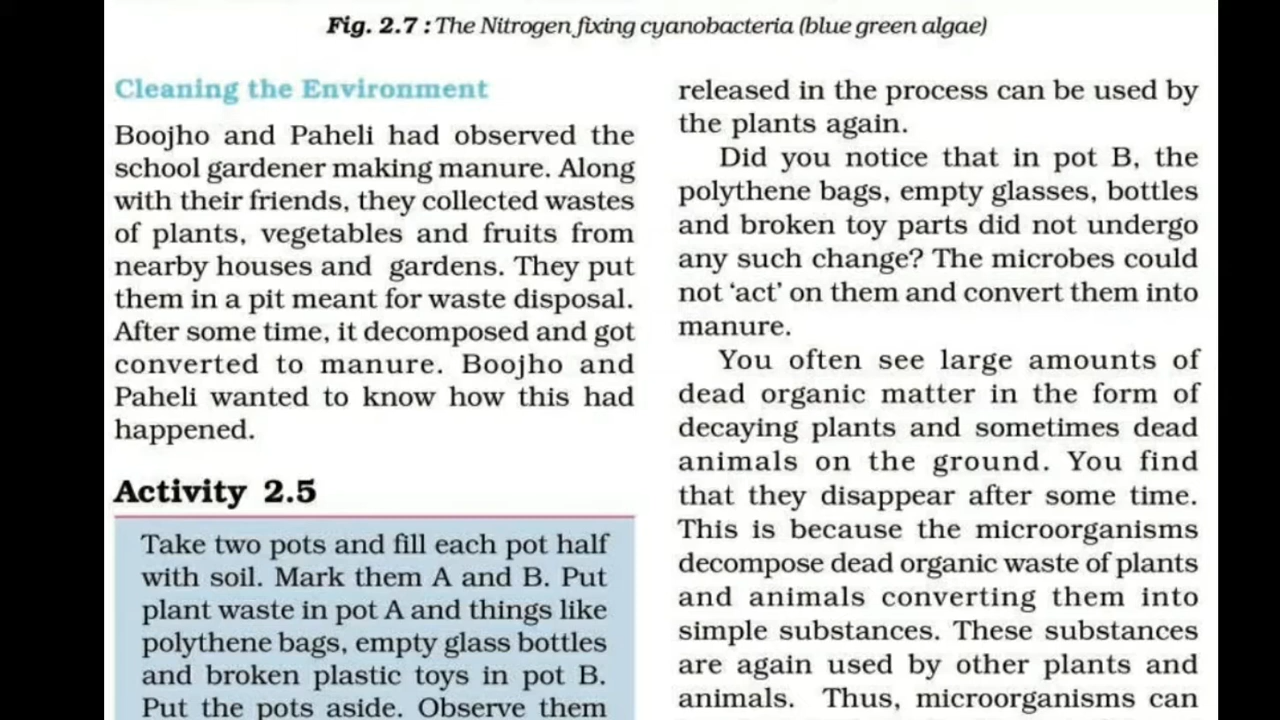 Fig. 2.7 : The Nitrogen fixing cyanobacteria (blue green algae)
Cleaning the Environment
Boojho and Paheli had observed the
school gardener making manure. Along
with their friends, they collected wastes
of plants, vegetables and fruits from
nearby houses and gardens. They put
them in a pit meant for waste disposal.
After some time, it decomposed and got
converted to manure. Boojho and
Paheli wanted to know how this had
happened.
Activity 2.5
Take two pots and fill each pot half
with soil. Mark them A and B. Put
plant waste in pot A and things like
polythene bags, empty glass bottles
and broken plastic toys in pot B.
Put the pots aside. Observe them
released in the process can be used by
the plants again.
Did you notice that in pot B, the
polythene bags, empty glasses, bottles
and broken toy parts did not undergo
any such change? The microbes could
not ‘act’ on them and convert them into
manure.
You often see large amounts of
dead organic matter in the form of
decaying plants and sometimes dead
animals on the ground. You find
that they disappear after some time.
This is because the microorganisms
decompose dead organic waste of plants
and animals converting them into
simple substances. These substances
are again used by other plants and
animals. Thus, microorganisms can